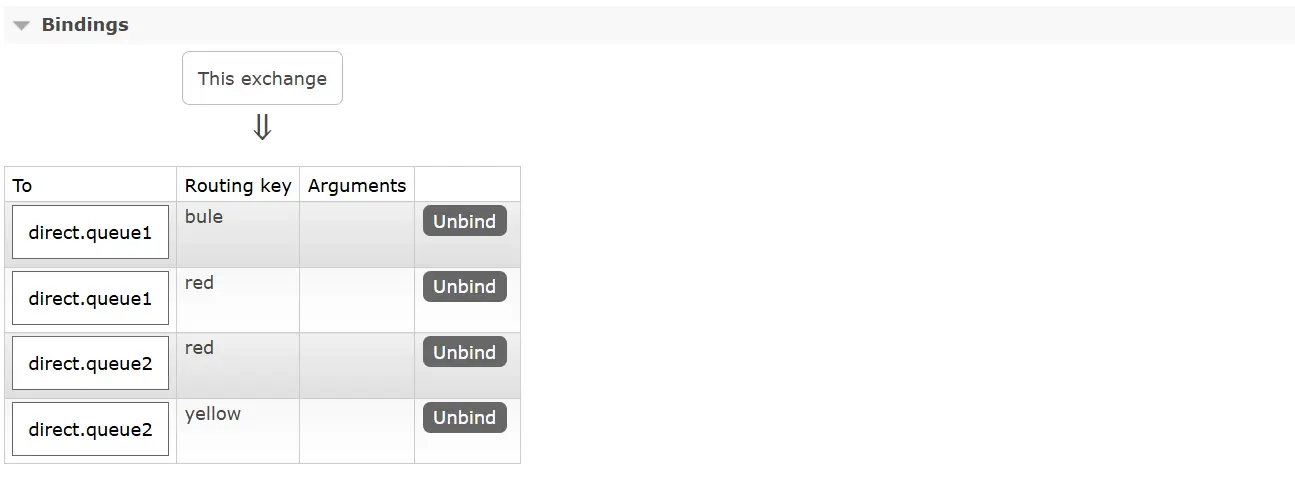 Bindings
This exchange
⇓
To Routing key Arguments
direct.queue1 bule Unbind
direct.queue1 red Unbind
direct.queue2 red Unbind
direct.queue2 yellow Unbind